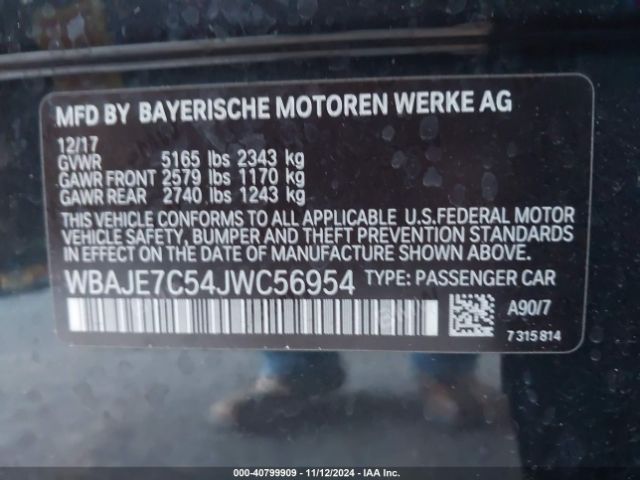 MFD BY BAYERISCHE MOTOREN WERKE AG
12/17
GVWR 5165 lbs 2343 kg
GAWR FRONT 2579 lbs 1170 kg
GAWR REAR 2740 lbs 1243 kg
THIS VEHICLE CONFORMS TO ALL APPLICABLE U.S.FEDERAL MOTOR
VEHICLE SAFETY, BUMPER AND THEFT PREVENTION STANDARDS
IN EFFECT ON THE DATE OF MANUFACTURE SHOWN ABOVE.
WBAJE7C54JWC56954 TYPE: PASSENGER CAR
A90/7
7 315 814
000-40799909 - 11/12/2024 - IAA Inc.